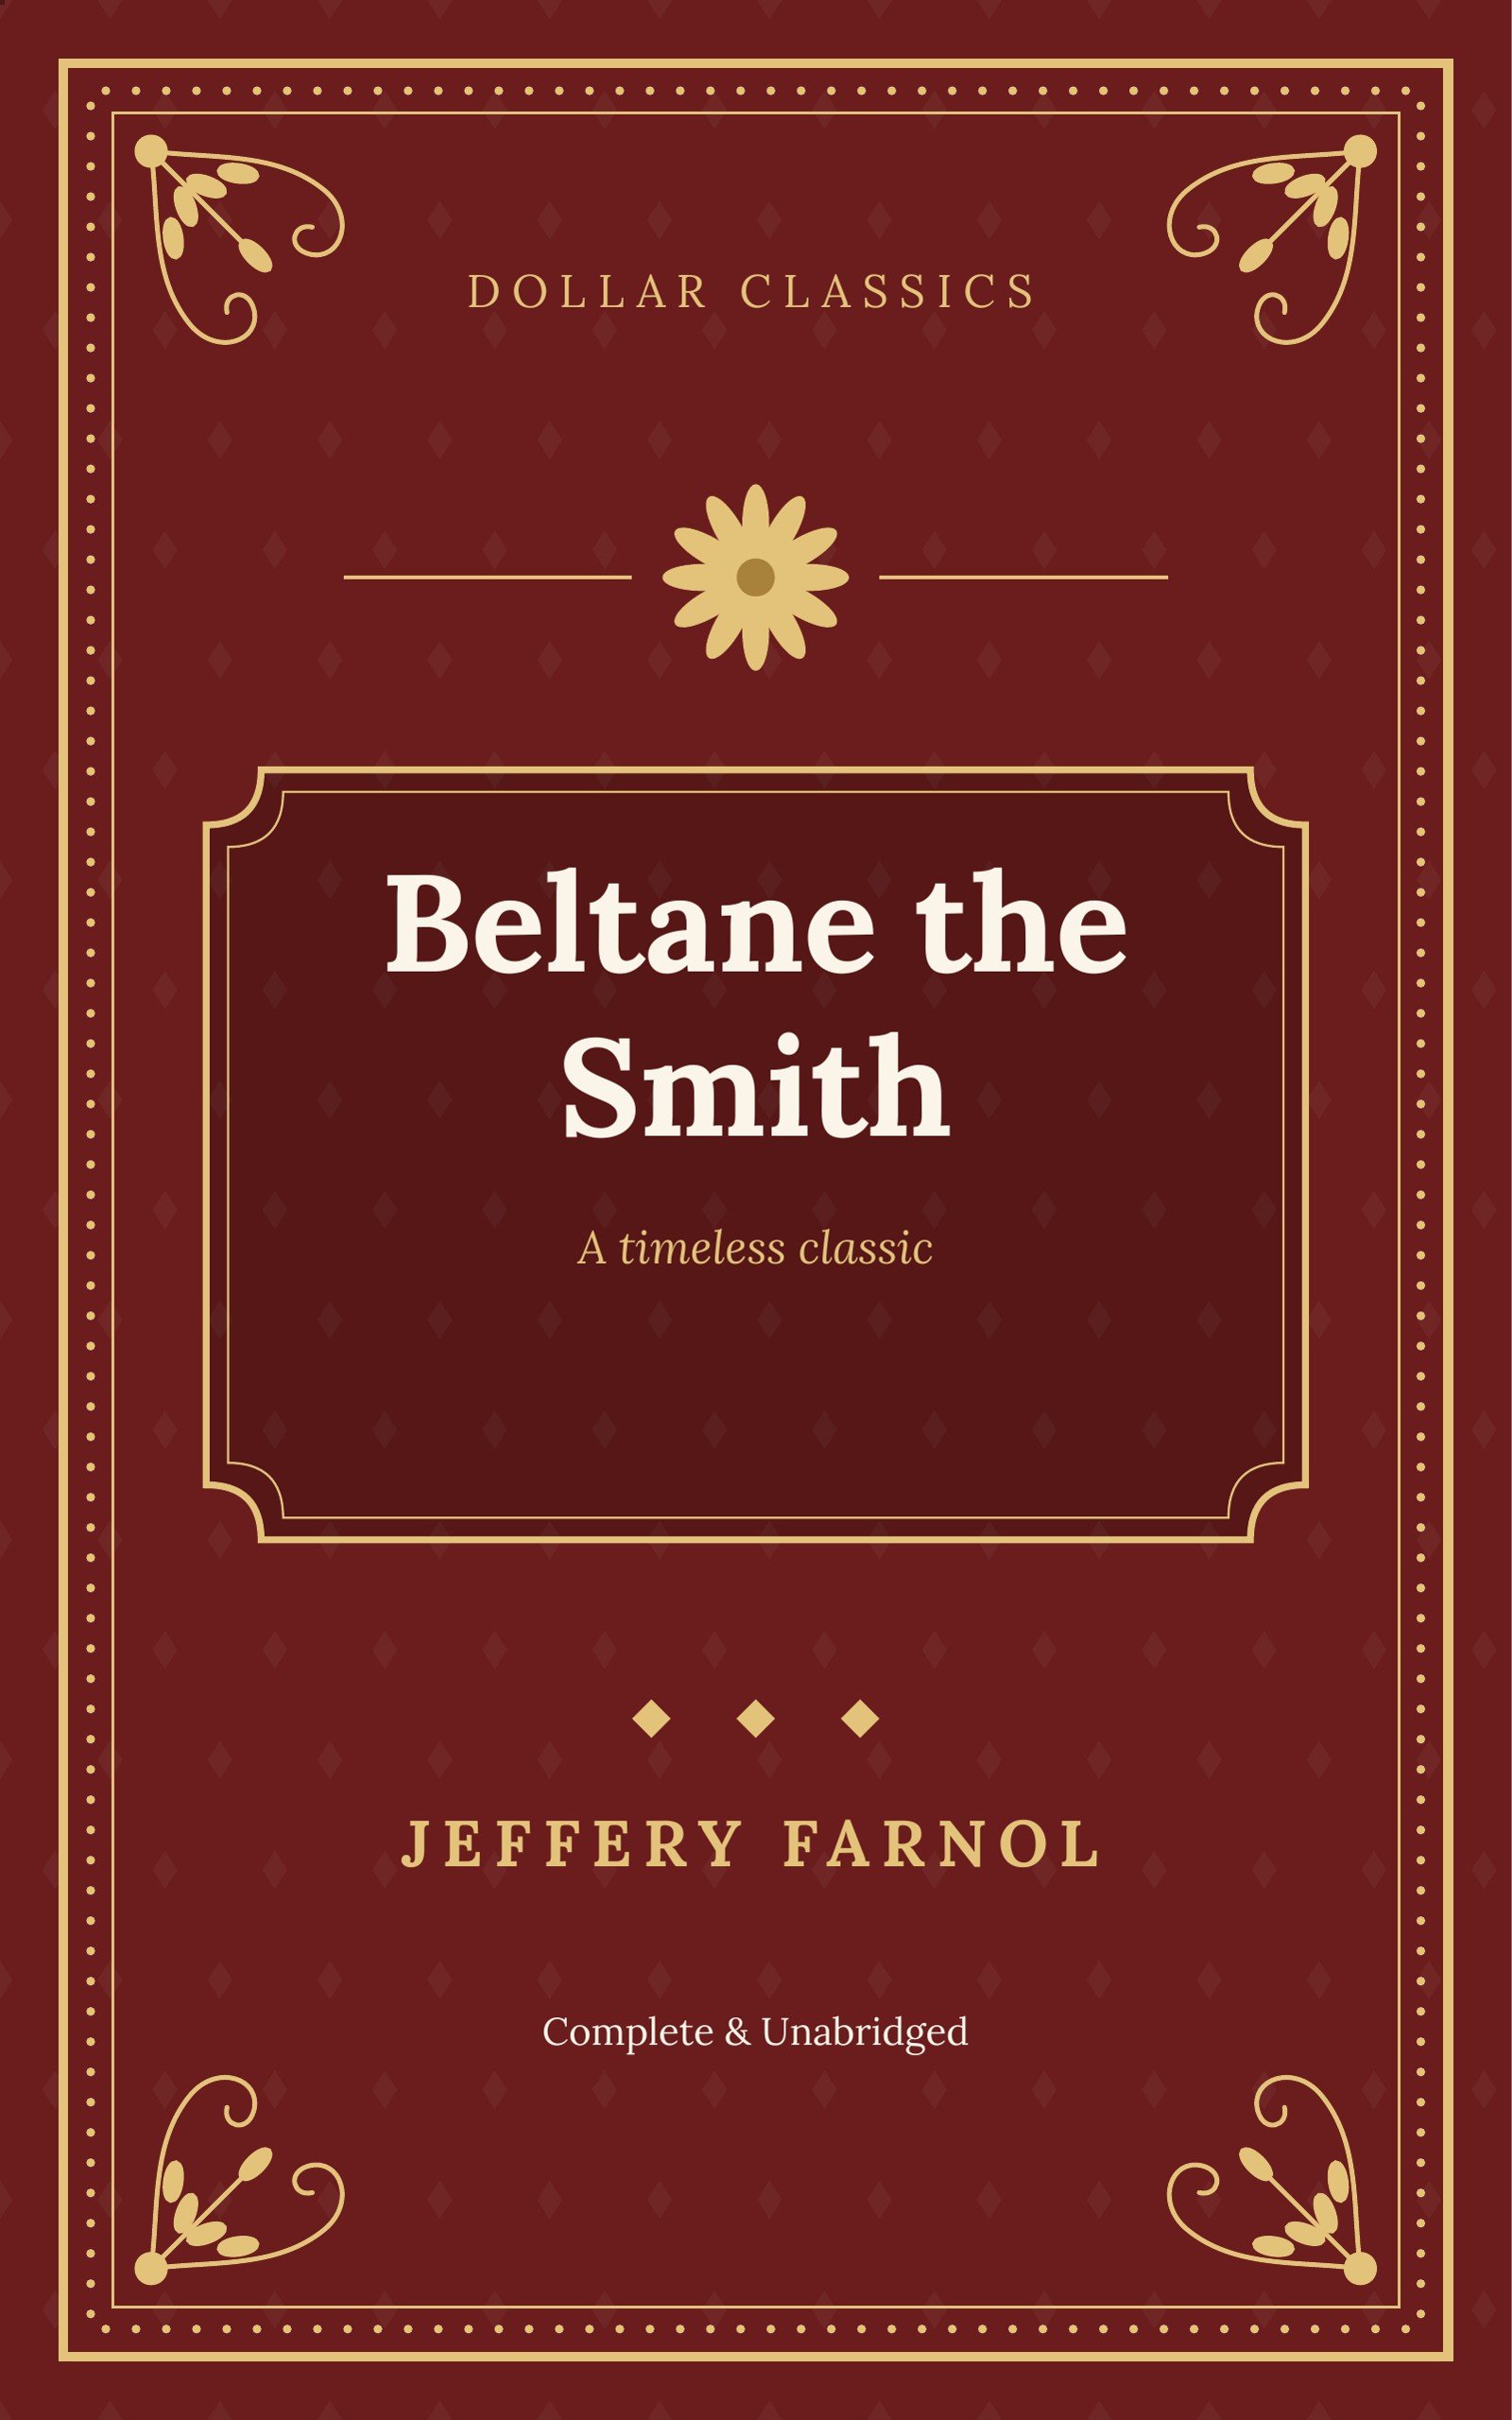 DOLLAR CLASSICS
Beltane the
Smith
A timeless classic
JEFFERY FARNOL
Complete & Unabridged